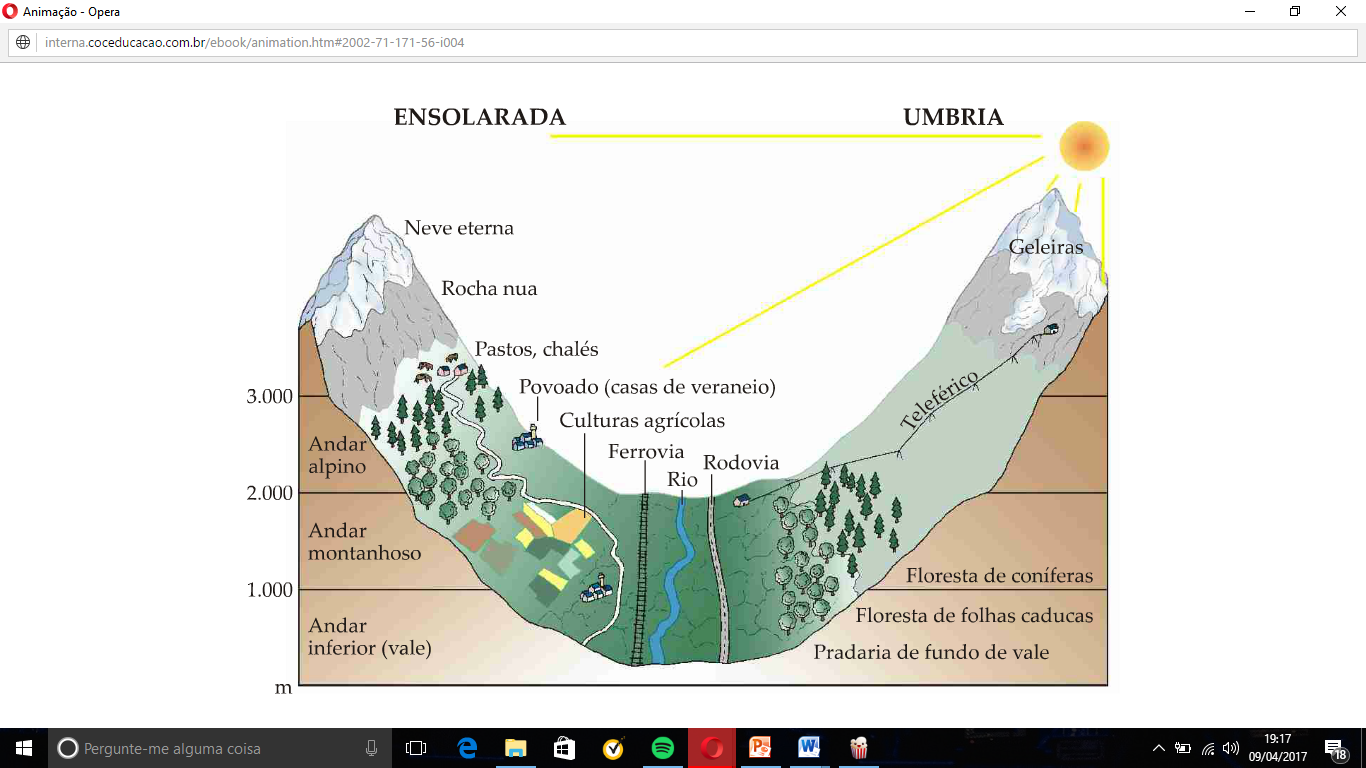 Animação - Opera
interna.coceducacao.com.br/ebook/animation.htm#2002-71-171-56-i004
ENSOLARADA
UMBRIA
Neve eterna
Geleiras
Rocha nua
Pastos, chalés
Povoado (casas de veraneio)
Culturas agrícolas
Ferrovia
Rio
Rodovia
Teleférico
3.000
Andar
alpino
2.000
Andar
montanhoso
1.000
Andar
inferior (vale)
m
Floresta de coníferas
Floresta de folhas caducas
Pradaria de fundo de vale
Pergunte-me alguma coisa
19:17
09/04/2017
18